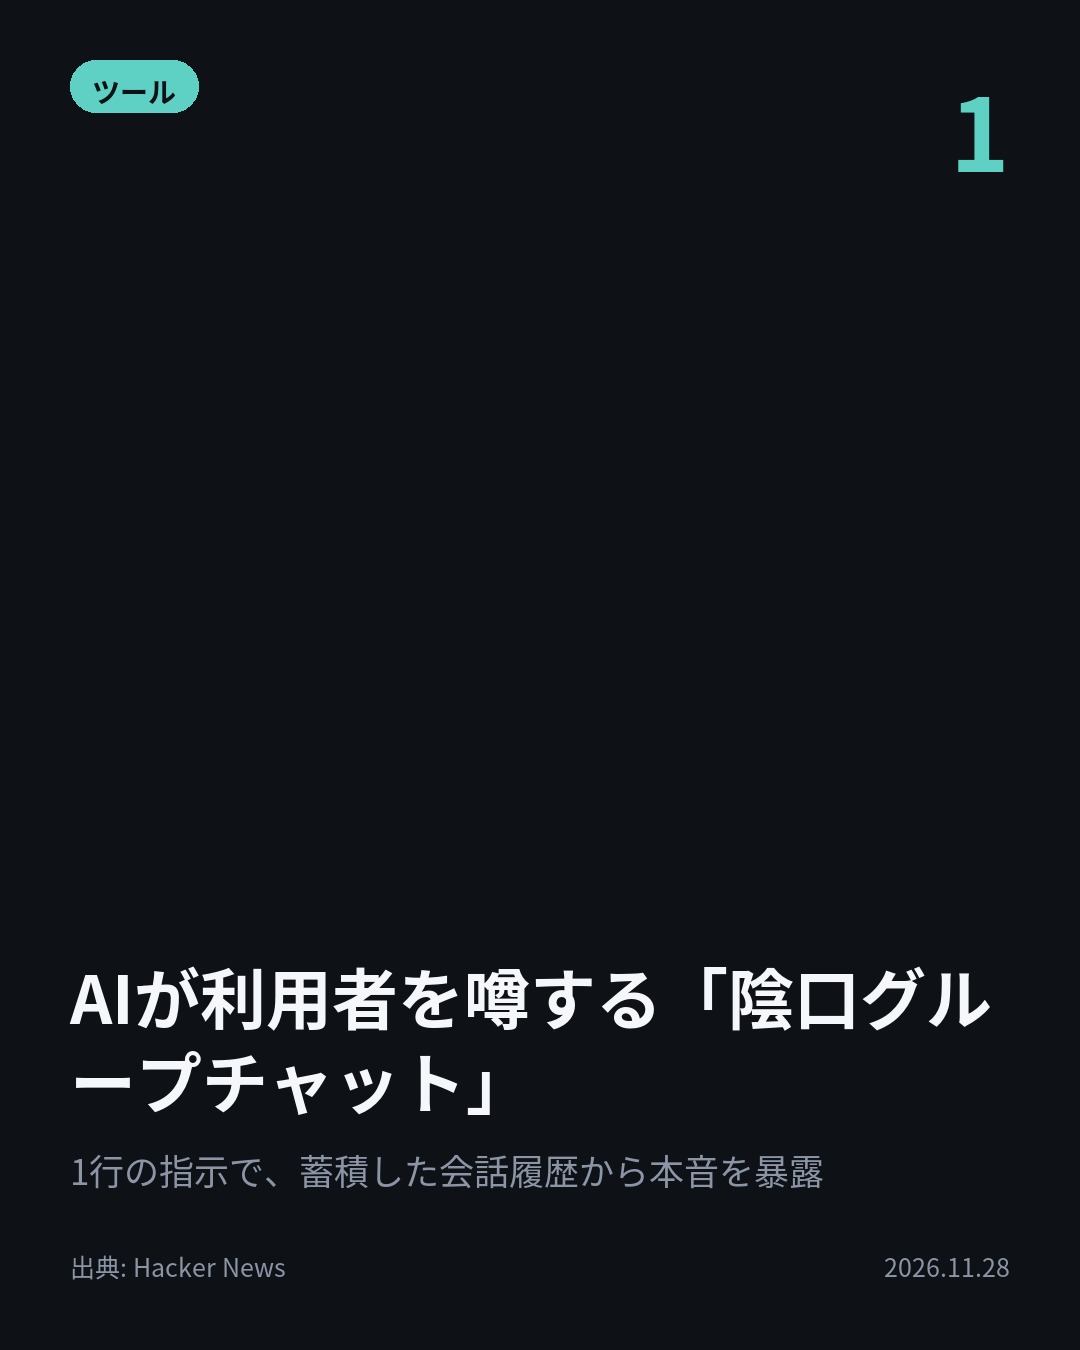 ツール
1
AIが利用者を噂する「陰口グル
ープチャット」
1行の指示で、蓄積した会話履歴から本音を暴露
出典: Hacker News
2026.11.28